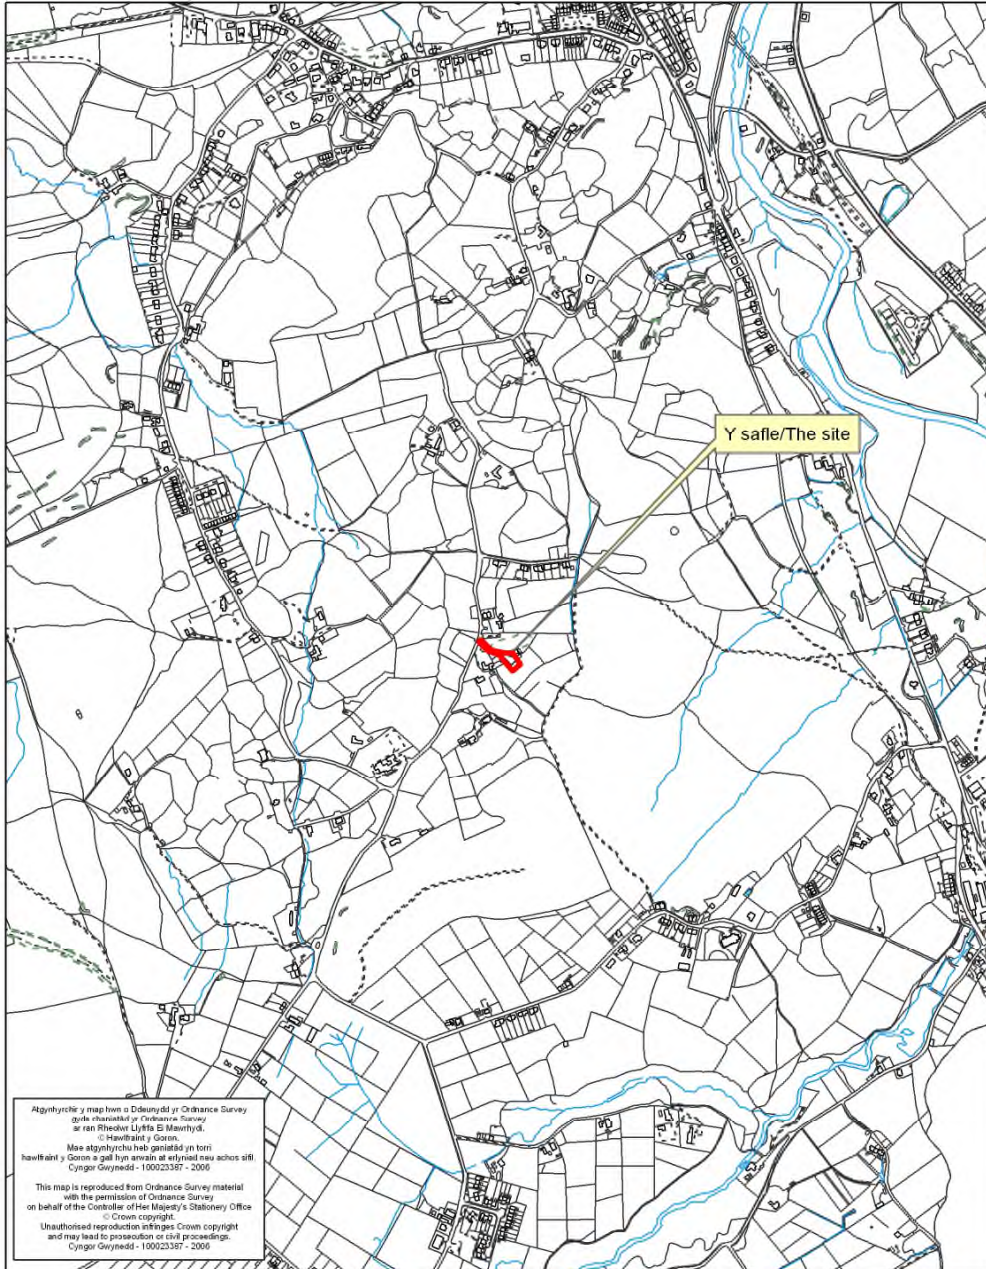 Y safle/The site
Atgynhyrchir y map hwn o Ddeunydd yr Ordnance Survey
gyda chaniatâd yr Ordnance Survey
ar ran Rheolwr Llyfrfa Ei Mawrhydi.
© Hawlfraint y Goron.
Mae atgynhyrchu heb ganiatâd yn torri
hawlfraint y Goron a gall hyn arwain at erlyniad neu achos sifil.
Cyngor Gwynedd - 100023387 - 2006
This map is reproduced from Ordnance Survey material
with the permission of Ordnance Survey
on behalf of the Controller of Her Majesty's Stationery Office
© Crown copyright.
Unauthorised reproduction infringes Crown copyright
and may lead to prosecution or civil proceedings.
Cyngor Gwynedd - 100023387 - 2006